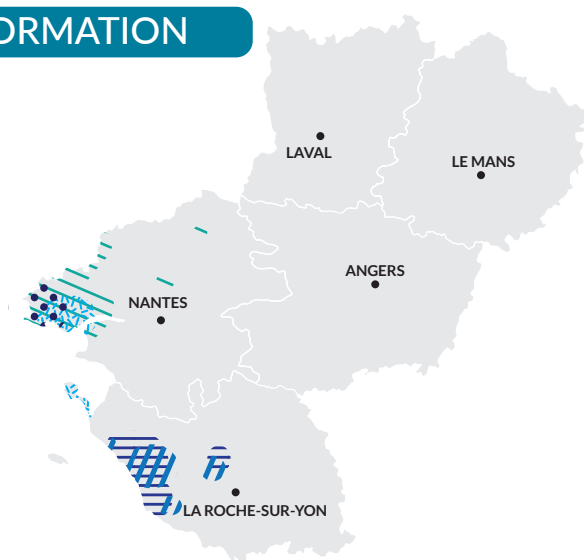 ORMATION
LAVAL
LE MANS
ANGERS
NANTES
LA ROCHE-SUR-YON